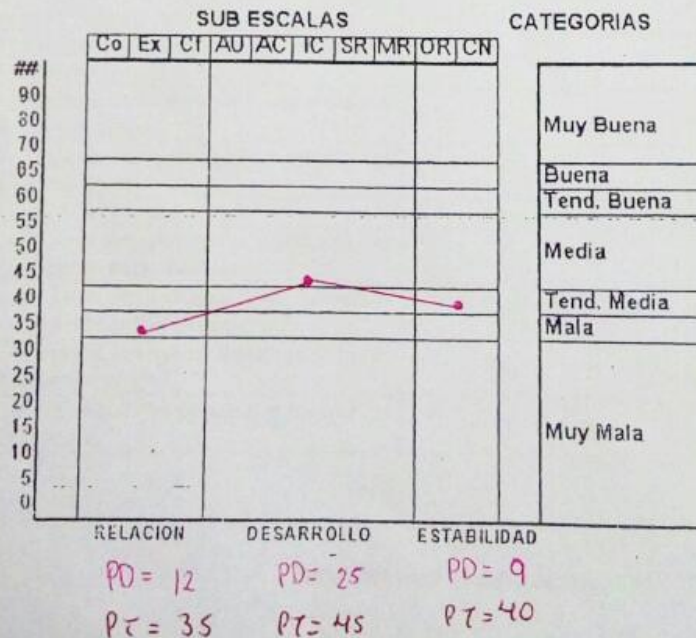 SUB ESCALAS
CATEGORIAS
Co Ex Cf AU AC IC SR MR OR CN
##
90
80
70
65
60
55
50
45
40
35
30
25
20
15
10
5
0
Muy Buena
Buena
Tend. Buena
Media
Tend. Media
Mala
Muy Mala
RELACION DESARROLLO ESTABILIDAD
PD = 12 PD = 25 PD = 9
PT = 35 PT = 45 PT = 40